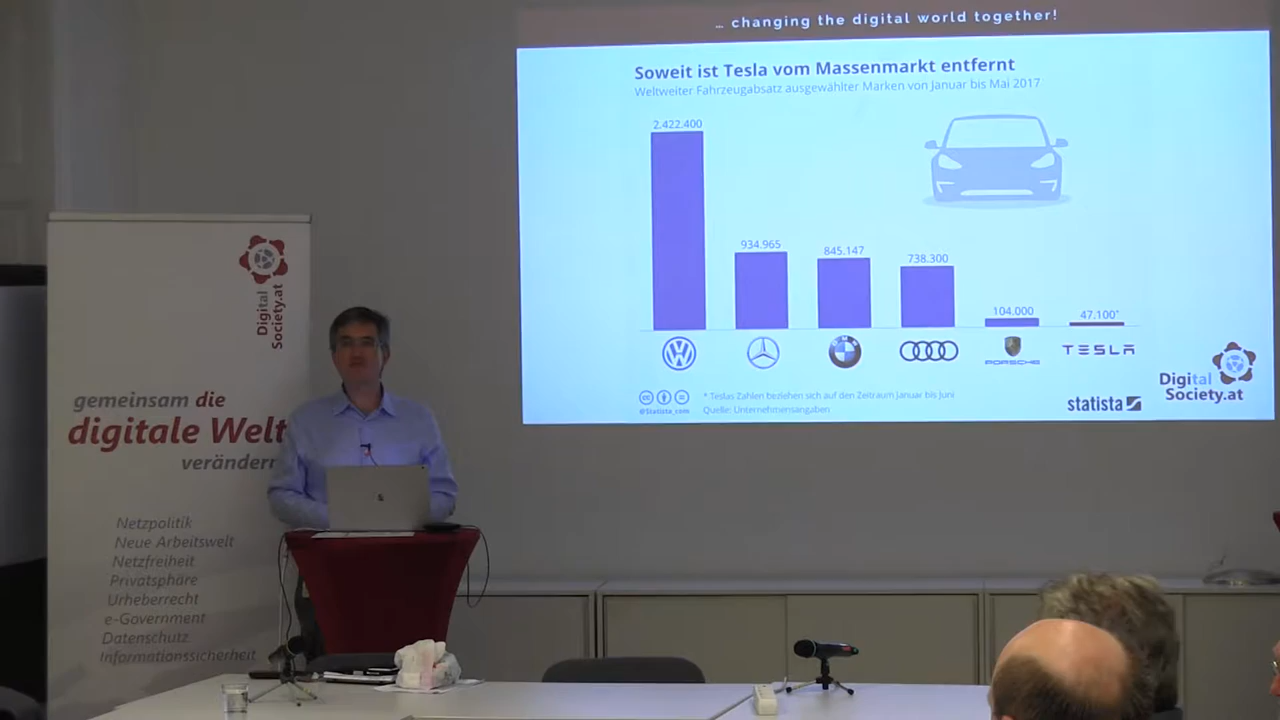 … changing the digital world together!
Soweit ist Tesla vom Massenmarkt entfernt
Weltweiter Fahrzeugabsatz ausgewählter Marken von Januar bis Mai 2017
2.422.400
934.965
845.147
738.300
104.000
47.100*
PORSCHE
TESLA
* Teslas Zahlen beziehen sich auf den Zeitraum Januar bis Juni
@Statista_com
Quelle: Unternehmensangaben
statista
Digital
Society.at
Digital
Society.at
gemeinsam die
digitale Welt
verändern
Netzpolitik
Neue Arbeitswelt
Netzfreiheit
Privatsphäre
Urheberrecht
e-Government
Datenschutz
Informationssicherheit